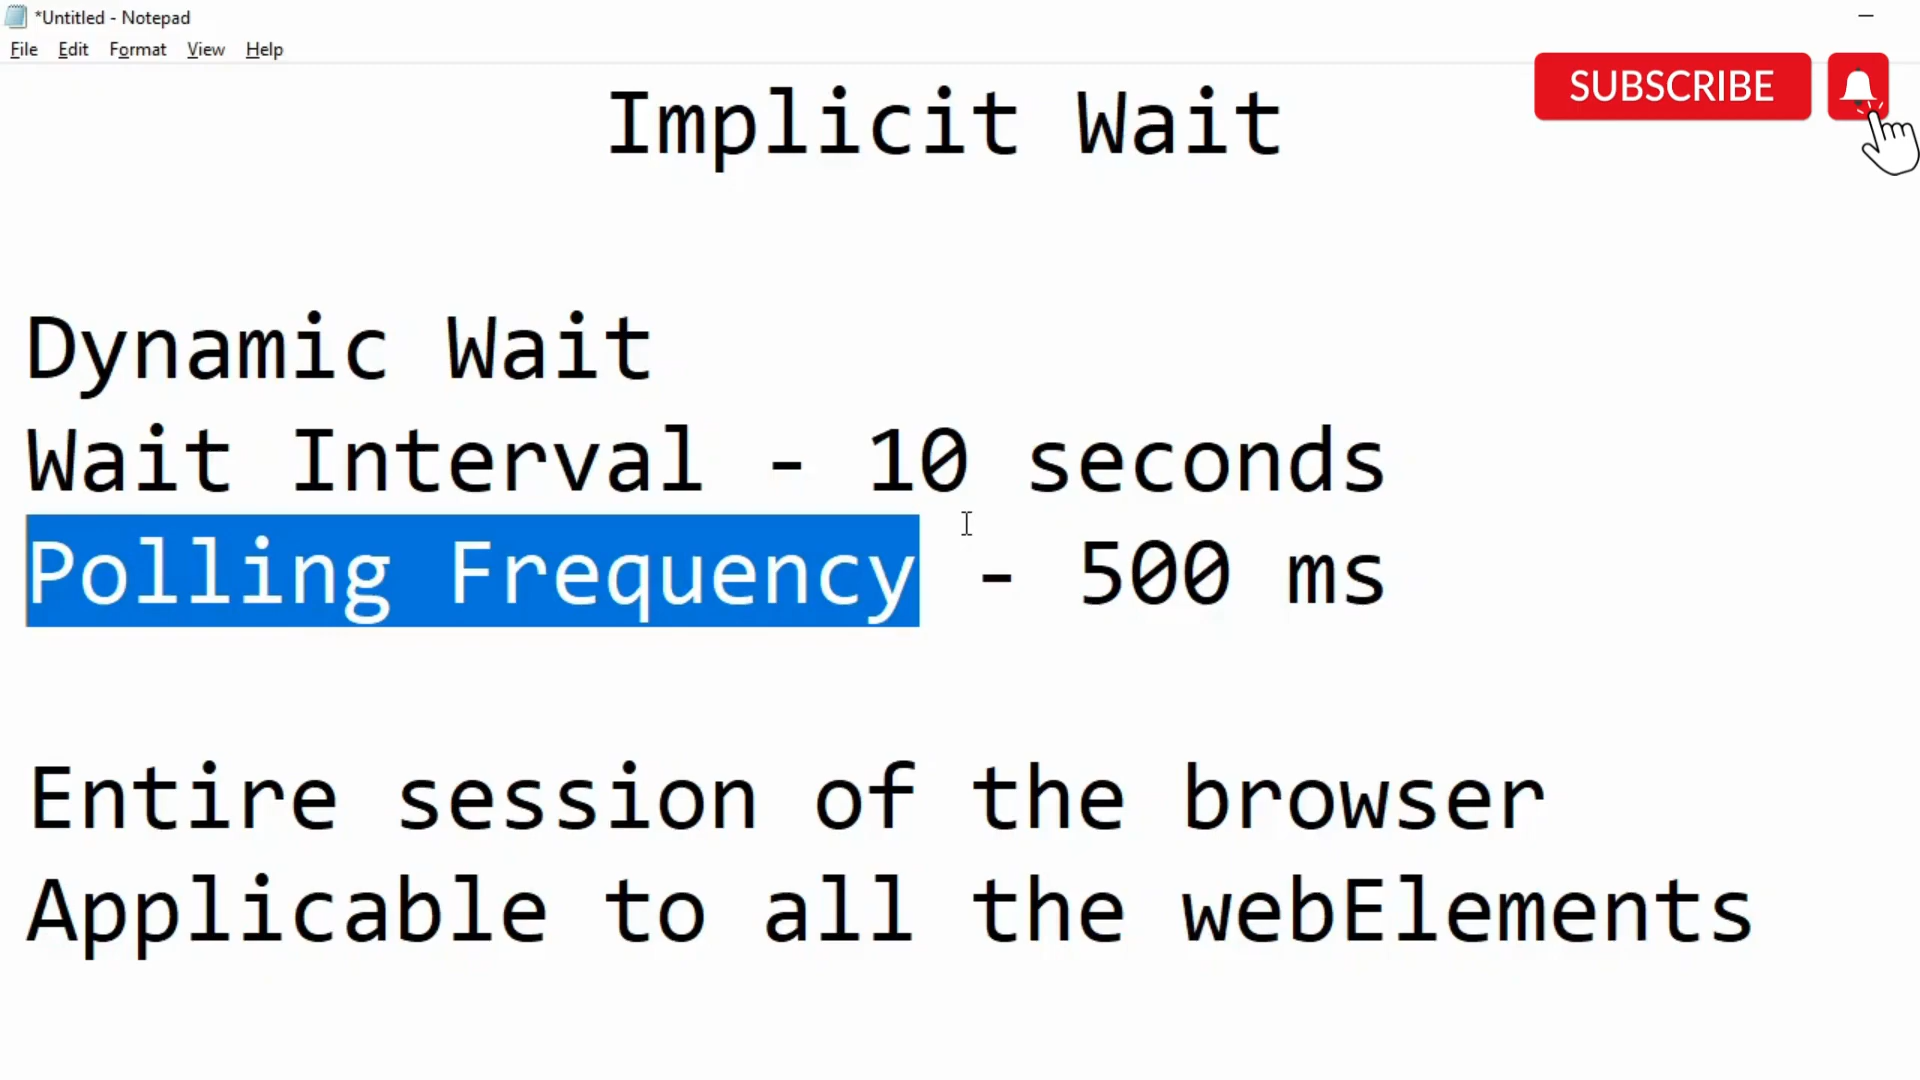 *Untitled - Notepad
File Edit Format View Help
SUBSCRIBE
Implicit Wait
Dynamic Wait
Wait Interval - 10 seconds
Polling Frequency - 500 ms
Entire session of the browser
Applicable to all the webElements